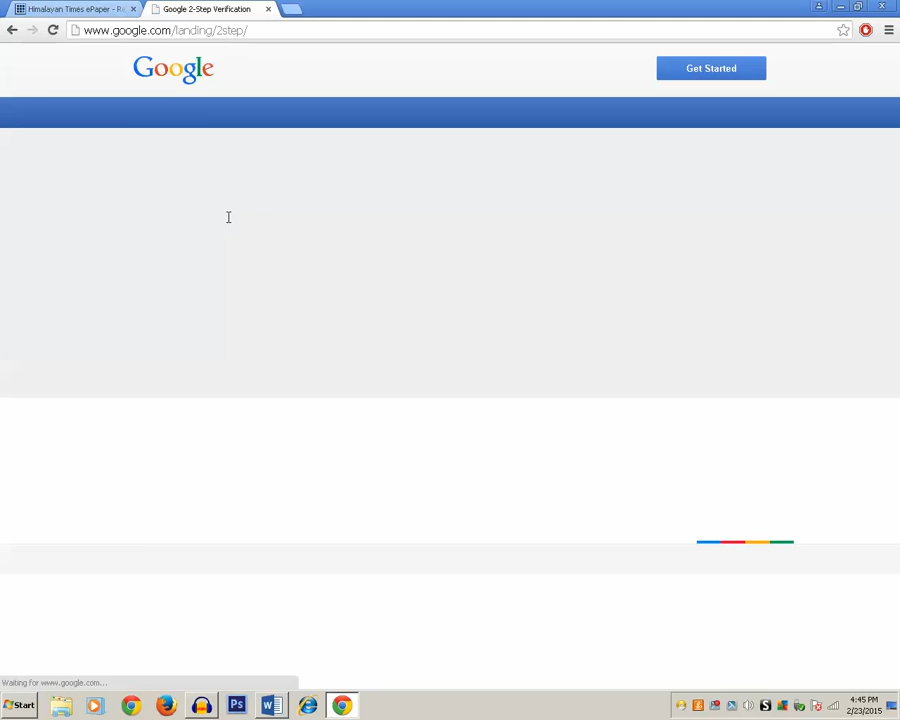 Himalayan Times ePaper - Re
Google 2-Step Verification
www.google.com/landing/2step/
Google
Get Started
Waiting for www.google.com...
Start
Ps
W
S
4:45 PM
2/23/2015